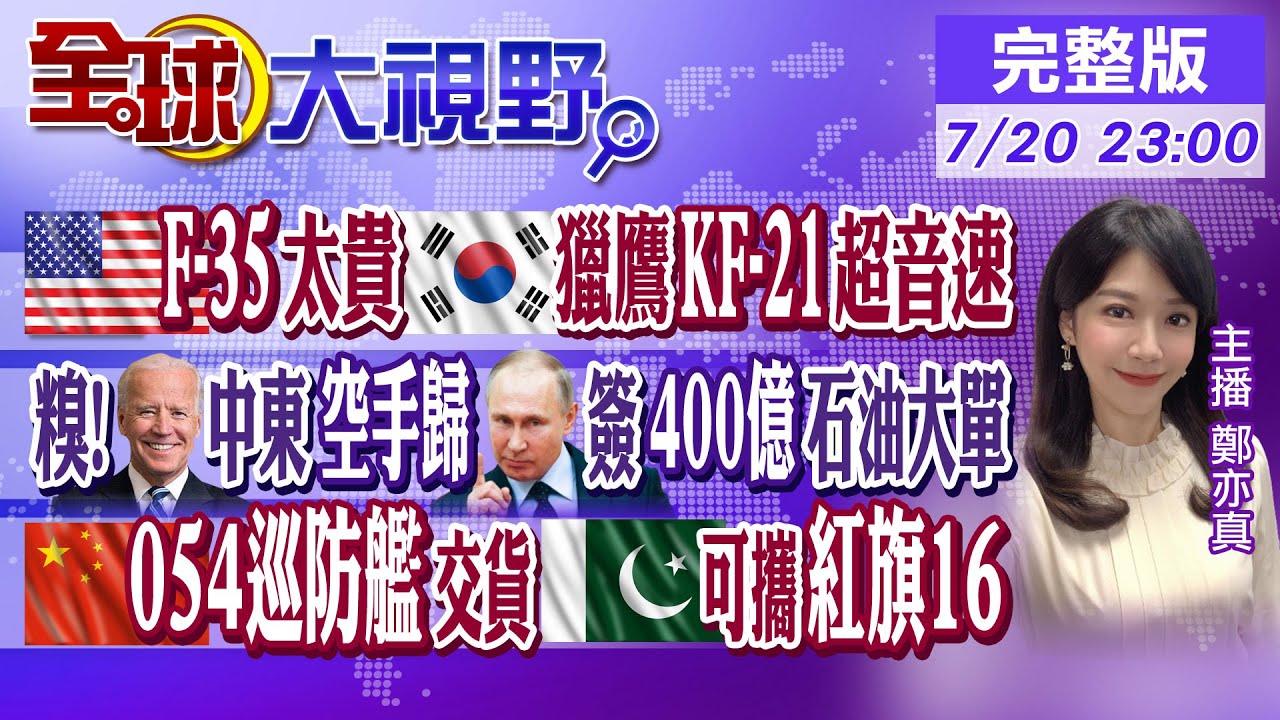 全球大視野
完整版
7/20 23:00
F-35太貴 獵鷹KF-21超音速
糗! 中東空手歸 簽400億石油大單
054巡防艦交貨 可攜紅旗16
主播 鄭亦真